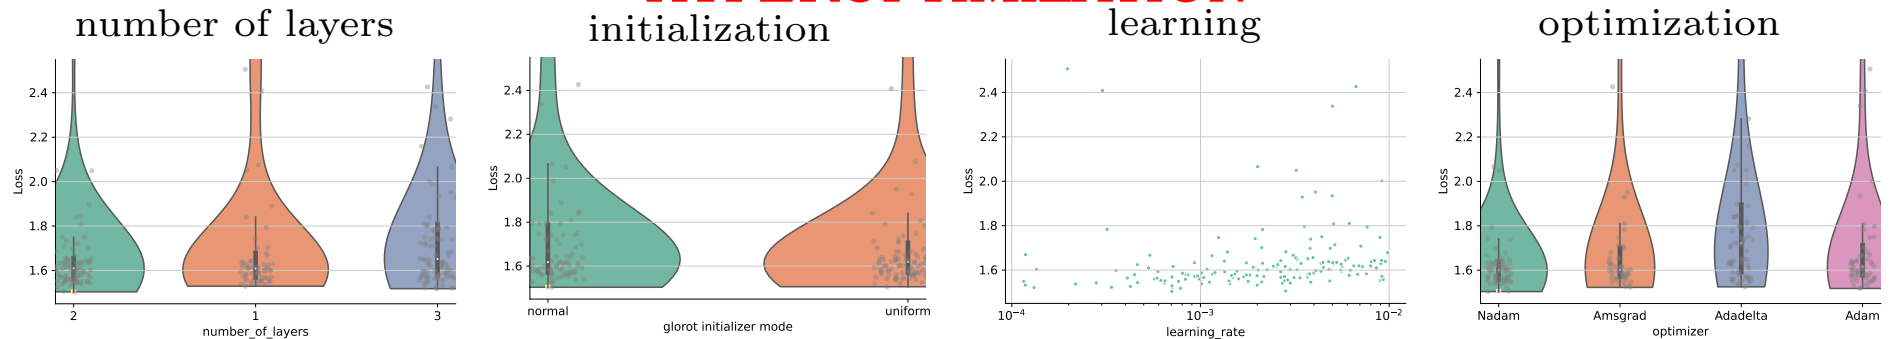 number of layers
2.4
2.2
2.0
1.8
1.6
Loss
2 1 3
number_of_layers
initialization
2.4
2.2
2.0
1.8
1.6
Loss
normal uniform
glorot initializer mode
learning
2.4
2.2
2.0
1.8
1.6
Loss
10⁻⁴ 10⁻³ 10⁻²
learning_rate
optimization
2.4
2.2
2.0
1.8
1.6
Loss
Nadam Amsgrad Adadelta Adam
optimizer